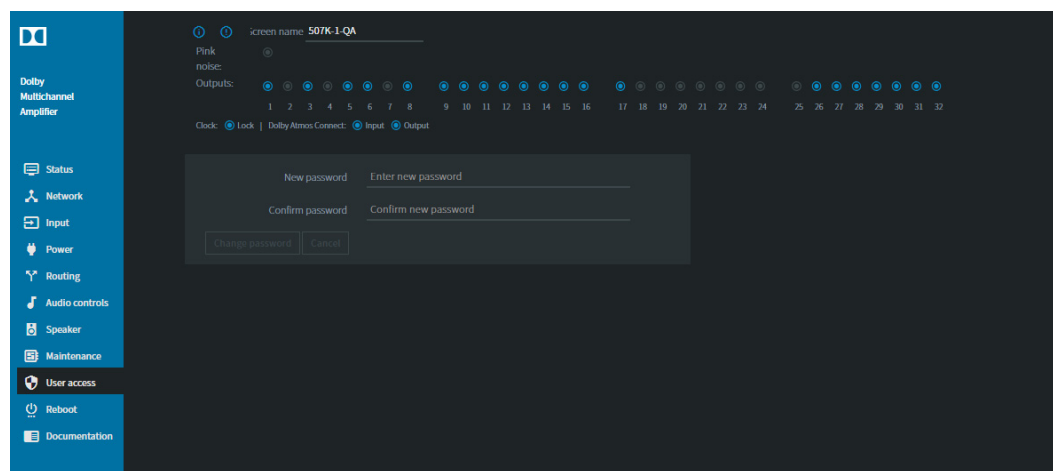 Dolby
Multichannel
Amplifier
Status
Network
Input
Power
Routing
Audio controls
Speaker
Maintenance
User access
Reboot
Documentation
Screen name 507K-1-QA
Pink
noise:
Outputs:
1 2 3 4 5 6 7 8 9 10 11 12 13 14 15 16 17 18 19 20 21 22 23 24 25 26 27 28 29 30 31 32
Clock: Lock | Dolby Atmos Connect: Input Output
New password Enter new password
Confirm password Confirm new password
Change password Cancel